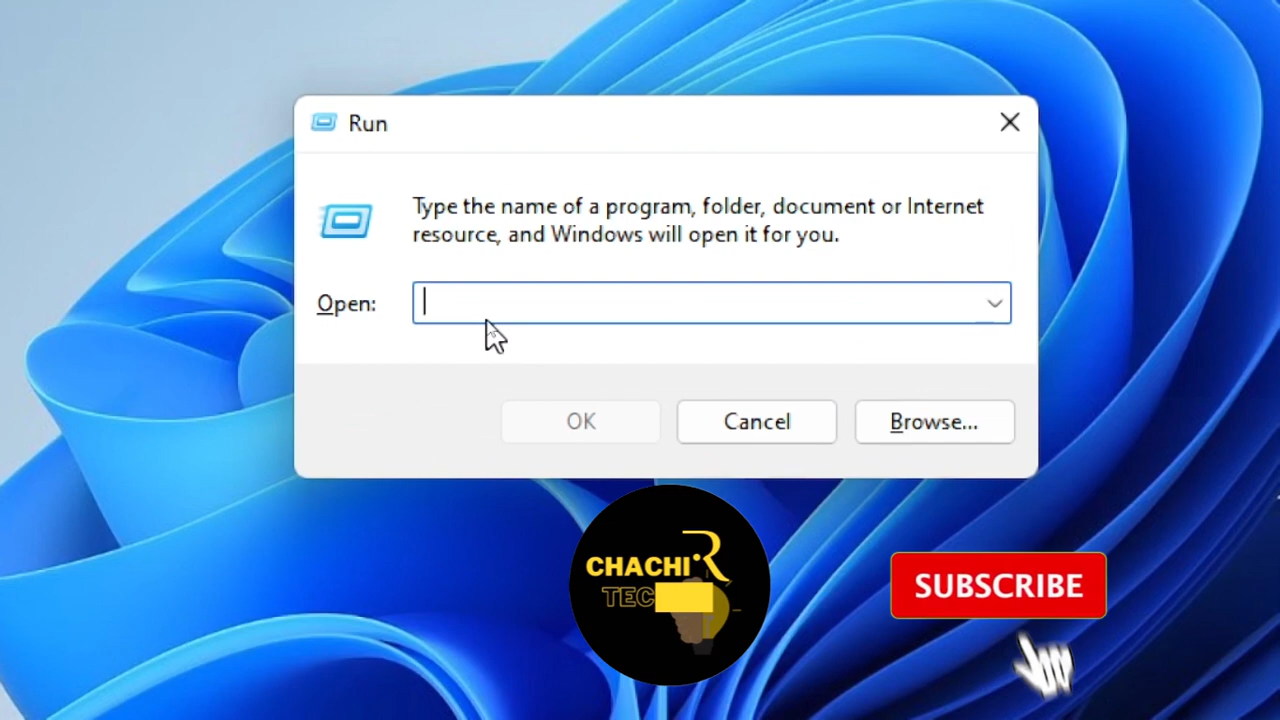 Run
Type the name of a program, folder, document or Internet
resource, and Windows will open it for you.
Open:
OK
Cancel
Browse...
CHACHI R
TEC
SUBSCRIBE